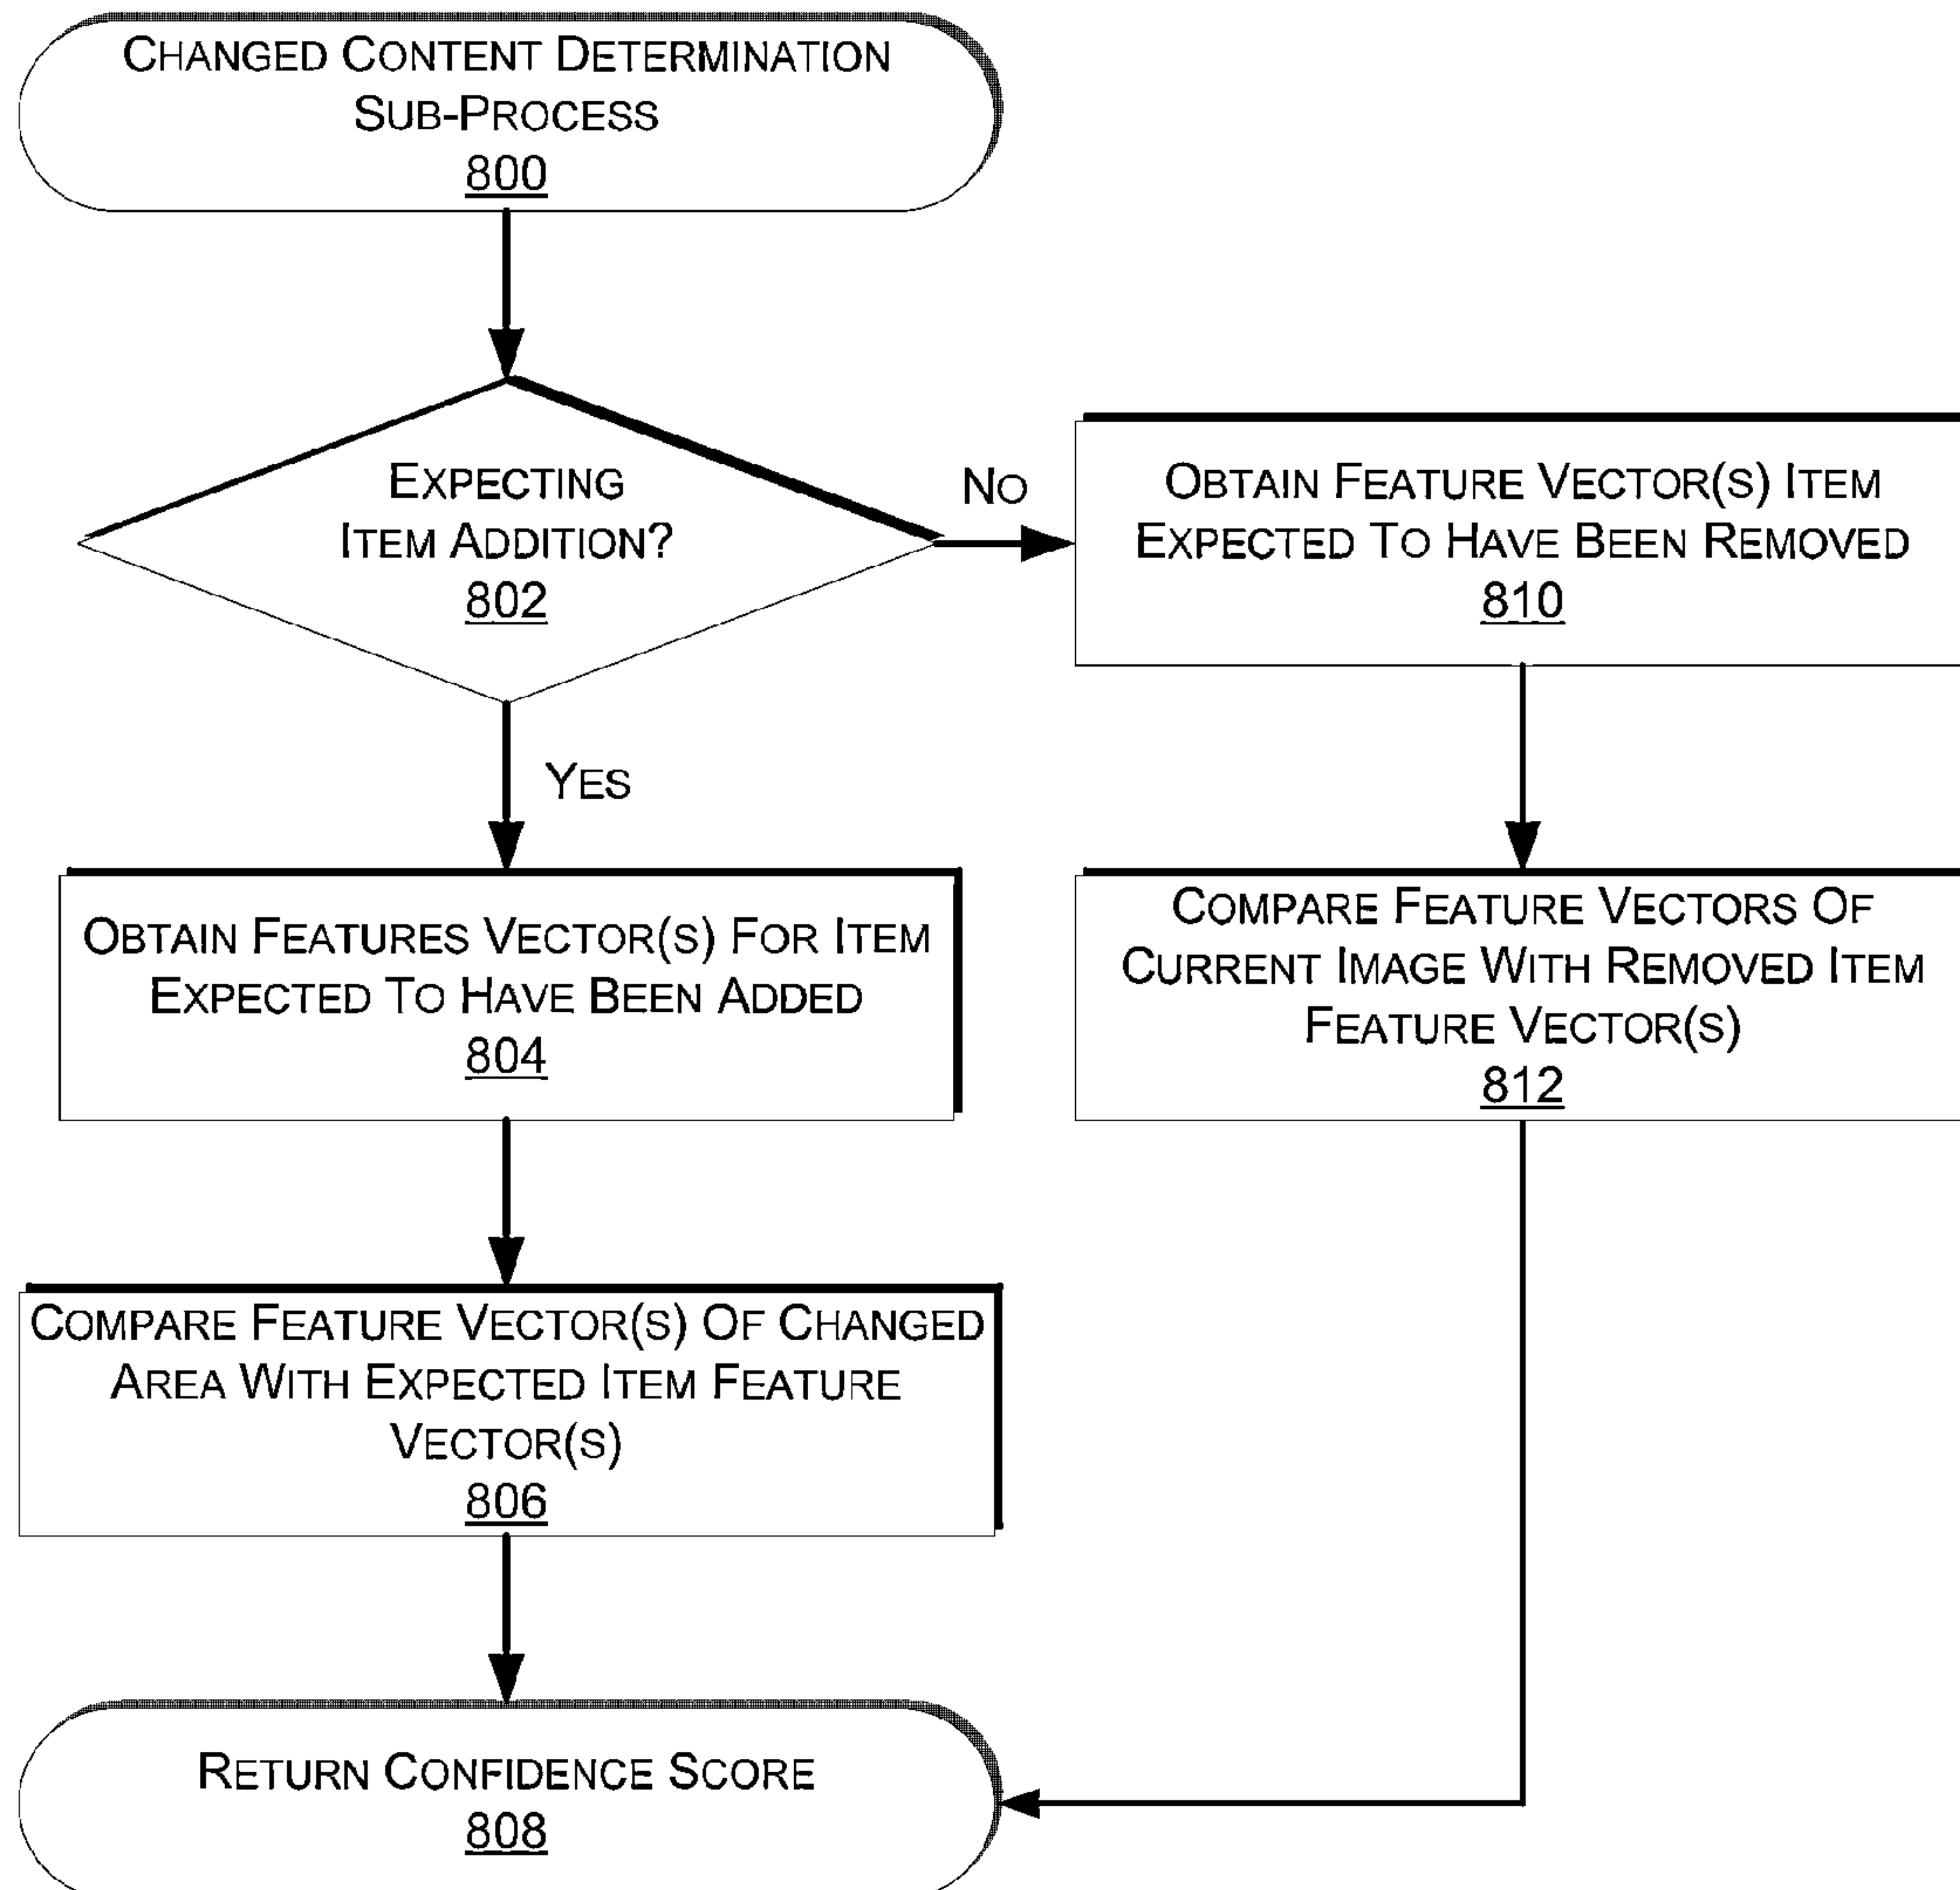 CHANGED CONTENT DETERMINATION
SUB-PROCESS
800
EXPECTING
ITEM ADDITION?
802
NO
OBTAIN FEATURE VECTOR(S) ITEM
EXPECTED TO HAVE BEEN REMOVED
810
YES
OBTAIN FEATURES VECTOR(S) FOR ITEM
EXPECTED TO HAVE BEEN ADDED
804
COMPARE FEATURE VECTORS OF
CURRENT IMAGE WITH REMOVED ITEM
FEATURE VECTOR(S)
812
COMPARE FEATURE VECTOR(S) OF CHANGED
AREA WITH EXPECTED ITEM FEATURE
VECTOR(S)
806
RETURN CONFIDENCE SCORE
808